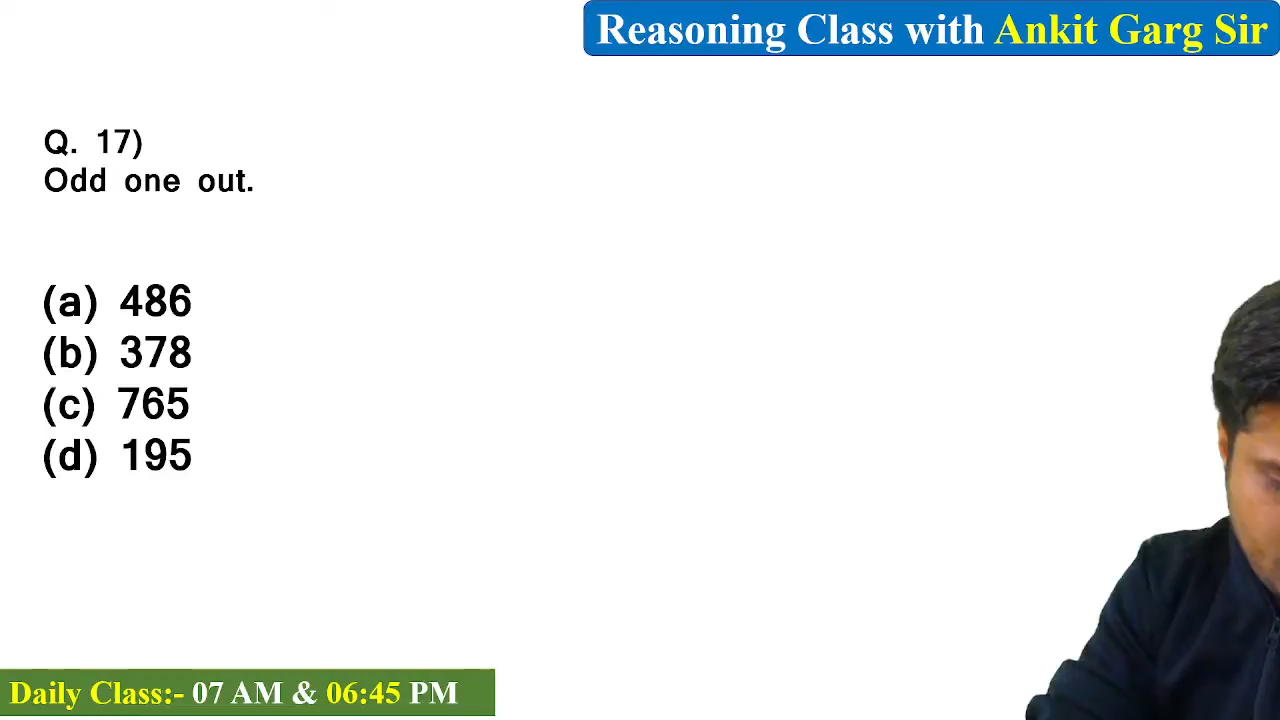 Reasoning Class with Ankit Garg Sir
Q. 17)
Odd one out.
(a) 486
(b) 378
(c) 765
(d) 195
Daily Class:- 07 AM & 06:45 PM